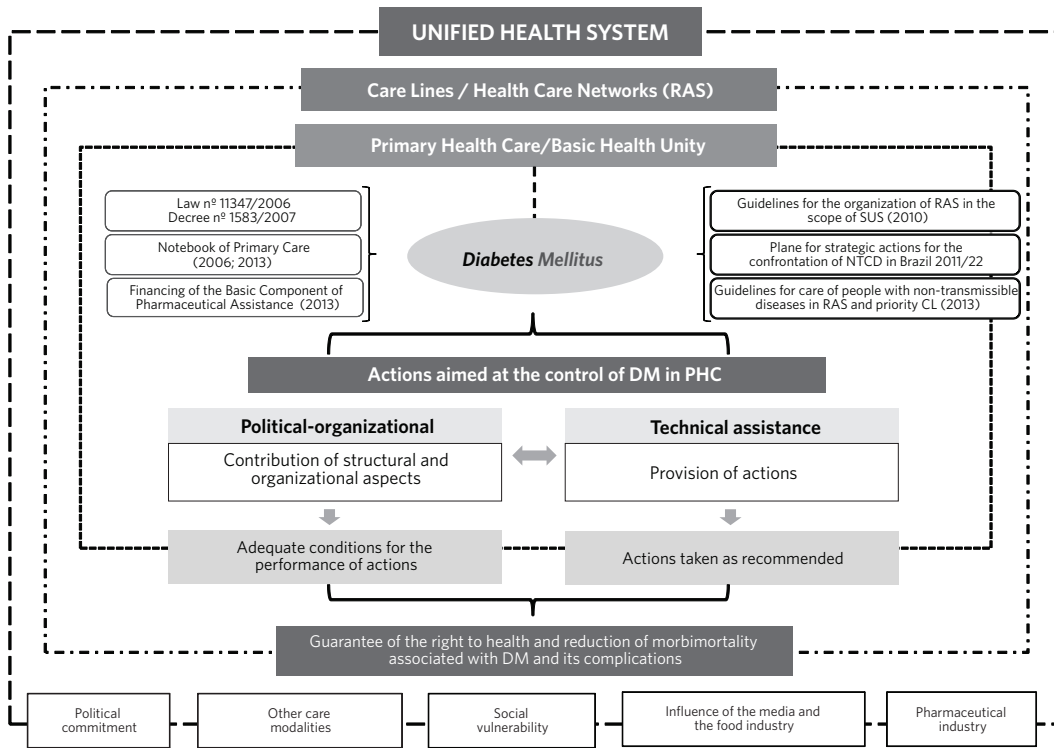 UNIFIED HEALTH SYSTEM
Care Lines / Health Care Networks (RAS)
Primary Health Care/Basic Health Unity
Law nº 11347/2006
Decree nº 1583/2007
Notebook of Primary Care
(2006; 2013)
Financing of the Basic Component of
Pharmaceutical Assistance (2013)
Diabetes Mellitus
Guidelines for the organization of RAS in the
scope of SUS (2010)
Plane for strategic actions for the
confrontation of NTCD in Brazil 2011/22
Guidelines for care of people with non-transmissible
diseases in RAS and priority CL (2013)
Actions aimed at the control of DM in PHC
Political-organizational
Contribution of structural and
organizational aspects
Technical assistance
Provision of actions
Adequate conditions for the
performance of actions
Actions taken as recommended
Guarantee of the right to health and reduction of morbimortality
associated with DM and its complications
Political
commitment
Other care
modalities
Social
vulnerability
Influence of the media and
the food industry
Pharmaceutical
industry